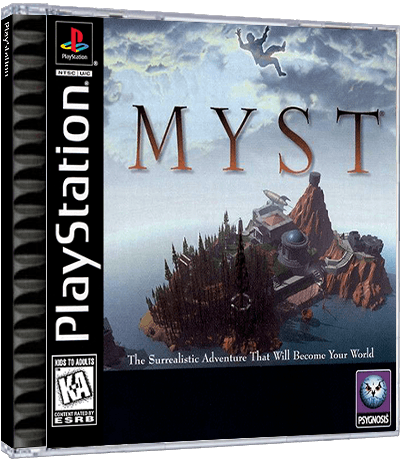 PlayStation
PlayStation
NTSC U/C
PlayStation
MYST
The Surrealistic Adventure That Will Become Your World
KIDS TO ADULTS
K-A
CONTENT RATED BY
ESRB
PSYGNOSIS